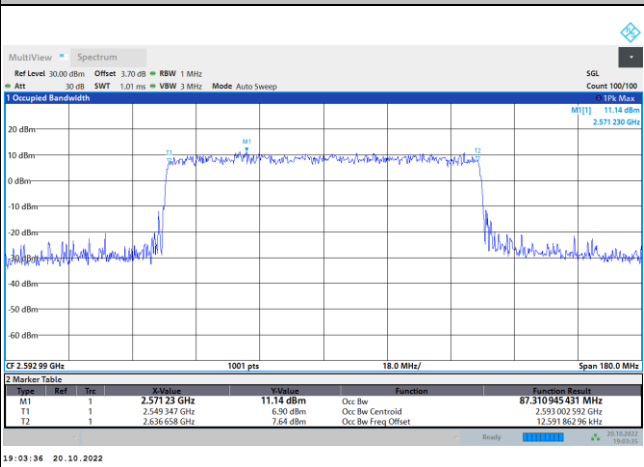 MultiView Spectrum
Ref Level 30.00 dBm Offset 3.70 dB RBW 1 MHz SGL
Att 30 dB SWT 1.01 ms VBW 3 MHz Mode Auto Sweep Count 100/100
1 Occupied Bandwidth 1Pk Max
M1[1] 11.14 dBm
2.571 230 GHz
20 dBm
M1
T1
T2
10 dBm
0 dBm
-10 dBm
-20 dBm
-30 dBm
-50 dBm
-60 dBm
CF 2.592 99 GHz 1001 pts 18.0 MHz/ Span 180.0 MHz
2 Marker Table
Type Ref Trc X-Value Y-Value Function Function Result
M1 1 2.571 23 GHz 11.14 dBm Occ Bw 87.310 945 431 MHz
T1 1 2.549 347 GHz 6.90 dBm Occ Bw Centroid 2.593 002 592 GHz
T2 1 2.636 658 GHz 7.64 dBm Occ Bw Freq Offset 12.591 862 96 kHz
Ready 20.10.2022
19:03:35
19:03:36 20.10.2022